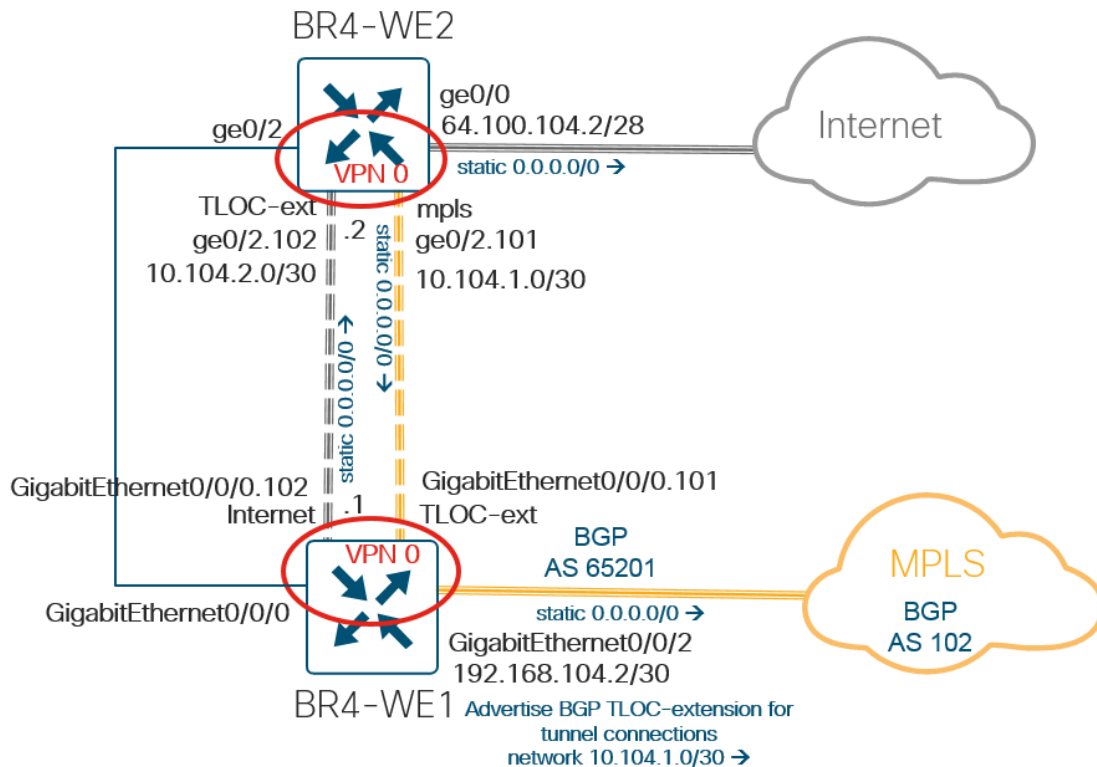 BR4-WE2
ge0/0
64.100.104.2/28
ge0/2
VPN 0
static 0.0.0.0/0 →
Internet
TLOC-ext
ge0/2.102
10.104.2.0/30
.2
static 0.0.0.0/0 →
mpls
ge0/2.101
10.104.1.0/30
static 0.0.0.0/0 →
GigabitEthernet0/0/0.102
Internet
.1
GigabitEthernet0/0/0.101
TLOC-ext
VPN 0
BGP
AS 65201
static 0.0.0.0/0 →
MPLS
BGP
AS 102
GigabitEthernet0/0/0
GigabitEthernet0/0/2
192.168.104.2/30
BR4-WE1
Advertise BGP TLOC-extension for
tunnel connections
network 10.104.1.0/30 →